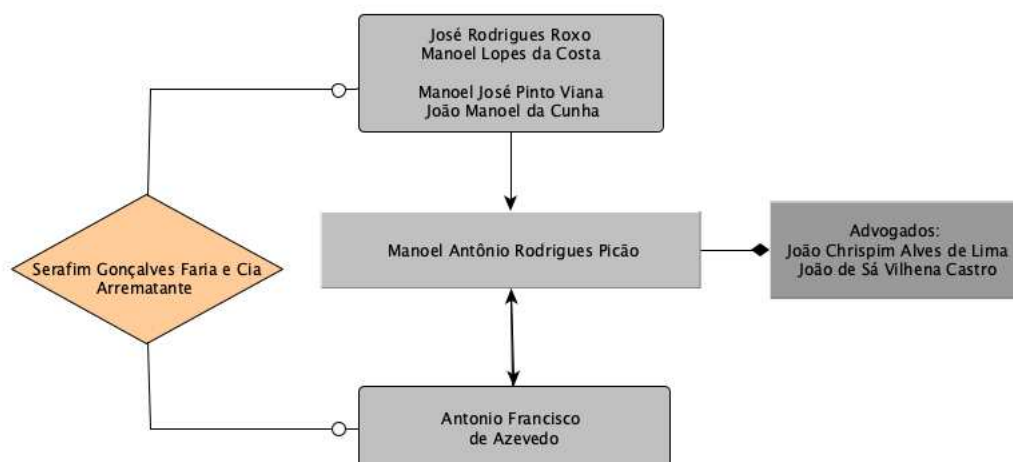 José Rodrigues Roxo
Manoel Lopes da Costa
Manoel José Pinto Viana
João Manoel da Cunha
Manoel Antônio Rodrigues Picão
Advogados:
João Chrispim Alves de Lima
João de Sá Vilhena Castro
Serafim Gonçalves Faria e Cia
Arrematante
Antonio Francisco
de Azevedo